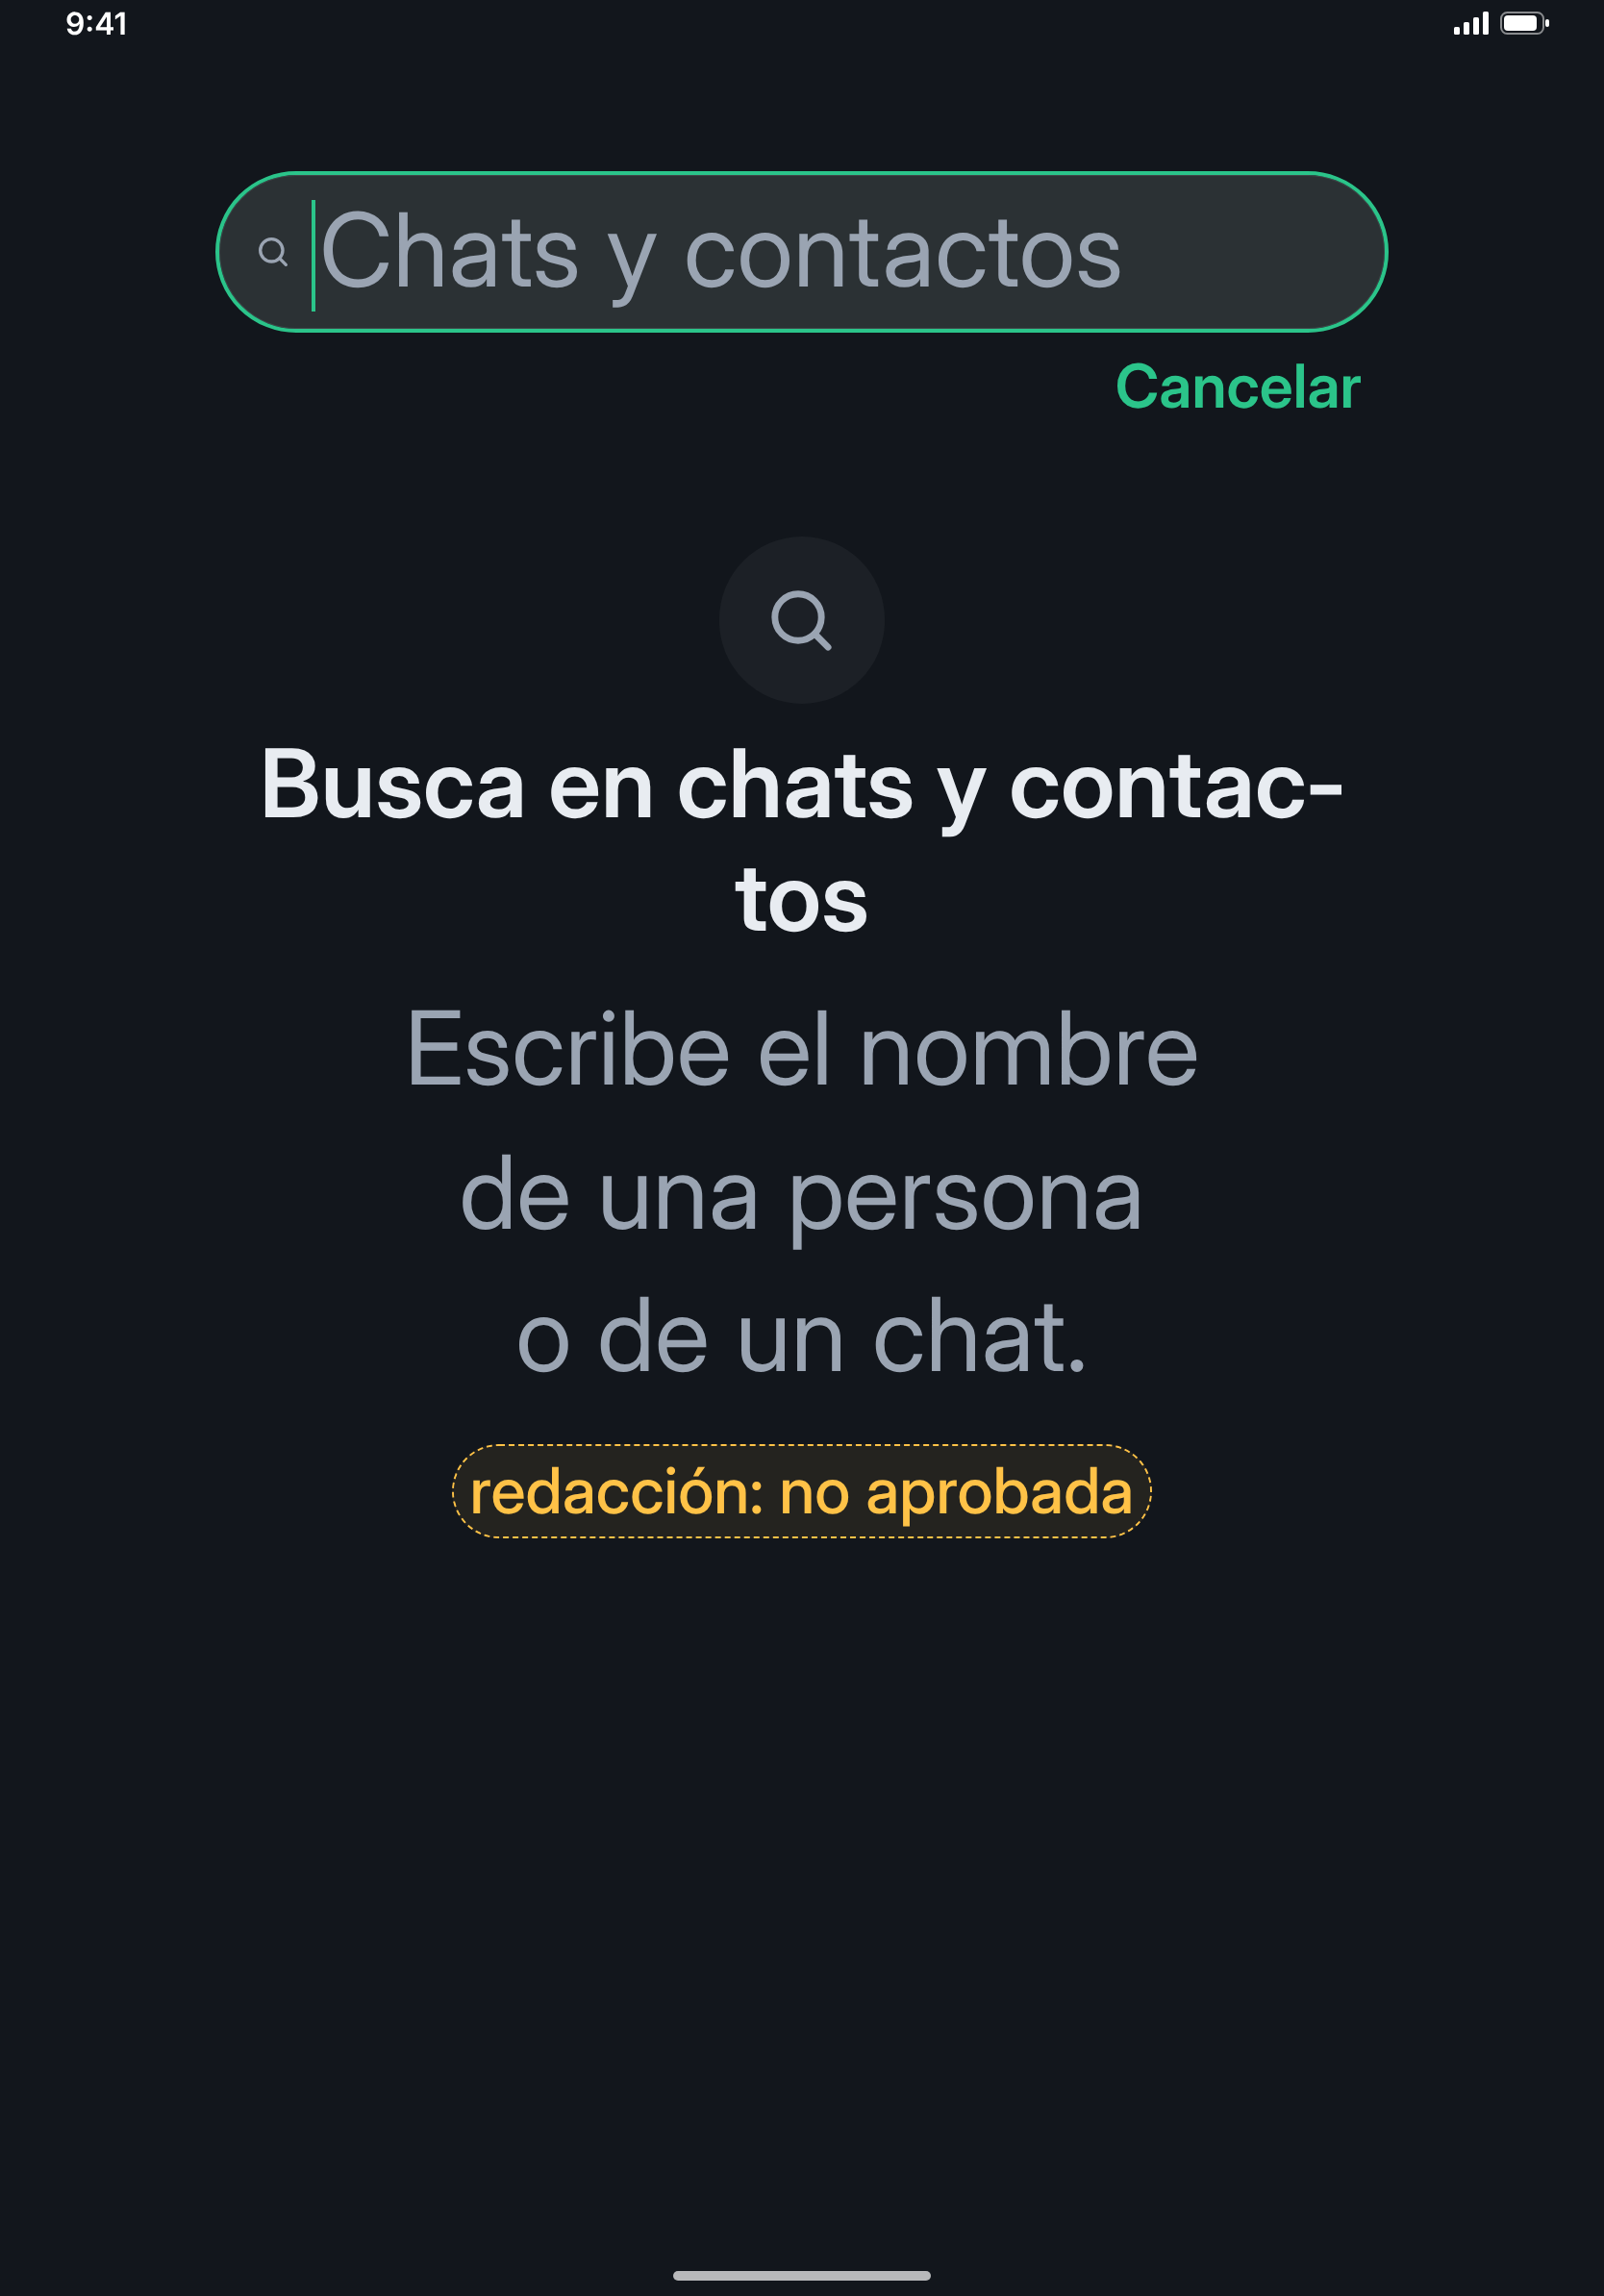 9:41
Chats y contactos
Cancelar
Busca en chats y contac-
tos
Escribe el nombre
de una persona
o de un chat.
redacción: no aprobada